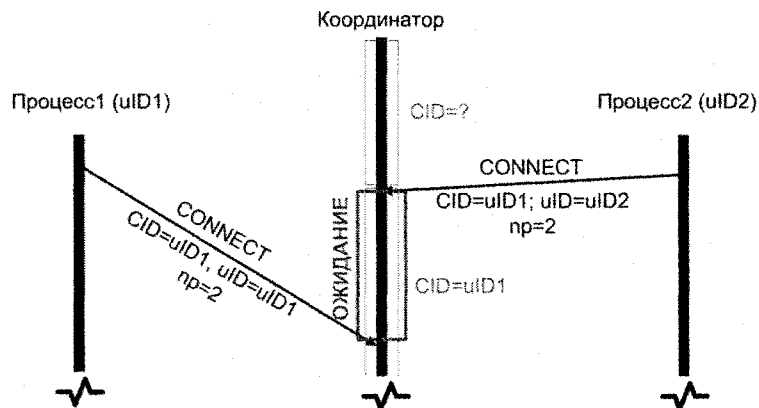 Координатор
Процесс1 (uID1)
Процесс2 (uID2)
CID=?
CONNECT
CID=uID1; uID=uID2
np=2
CONNECT
CID=uID1, uID=uID1
np=2
ОЖИДАНИЕ
CID=uID1